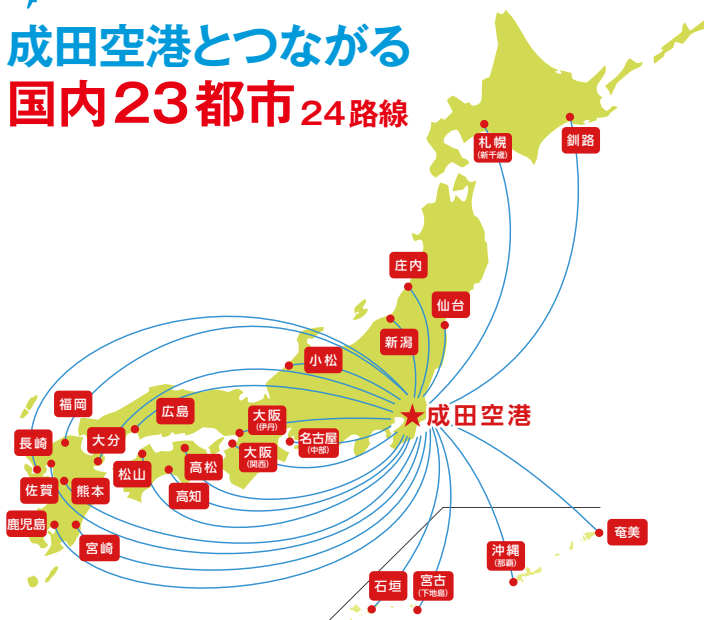 成田空港とつながる
国内23都市 24路線
札幌
(新千歳)
釧路
庄内
仙台
新潟
小松
福岡
広島
大阪
(伊丹)
成田空港
長崎
大分
名古屋
(中部)
大阪
(関西)
松山
高松
佐賀
熊本
高知
鹿児島
宮崎
奄美
沖縄
(那覇)
石垣
宮古
(下地島)